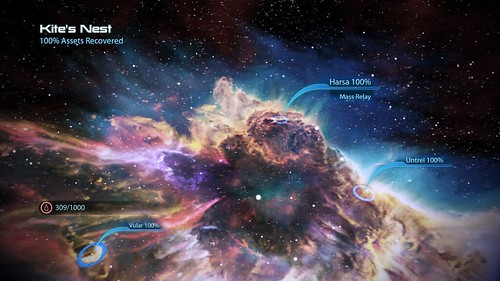 Kite's Nest
100% Assets Recovered
Harsa 100%
Mass Relay
Untrel 100%
309/1000
Vular 100%